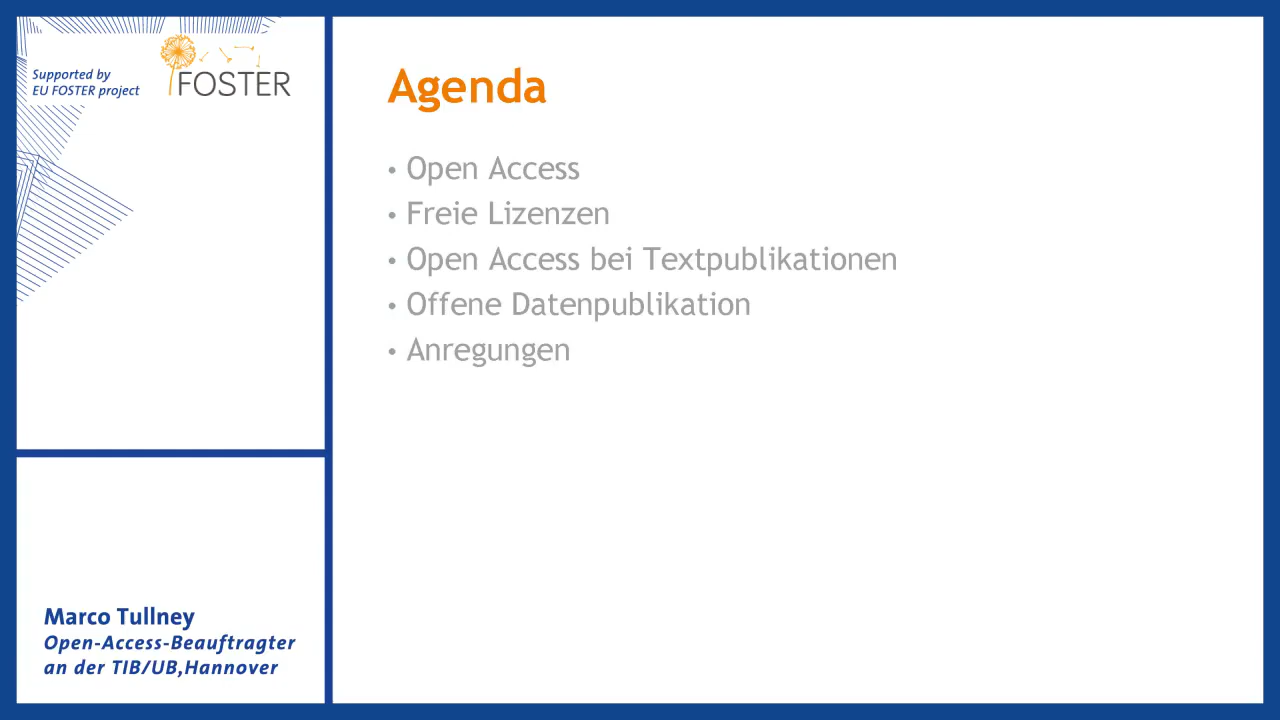 Supported by
EU FOSTER project
FOSTER
Agenda
• Open Access
• Freie Lizenzen
• Open Access bei Textpublikationen
• Offene Datenpublikation
• Anregungen
Marco Tullney
Open-Access-Beauftragter
an der TIB/UB,Hannover